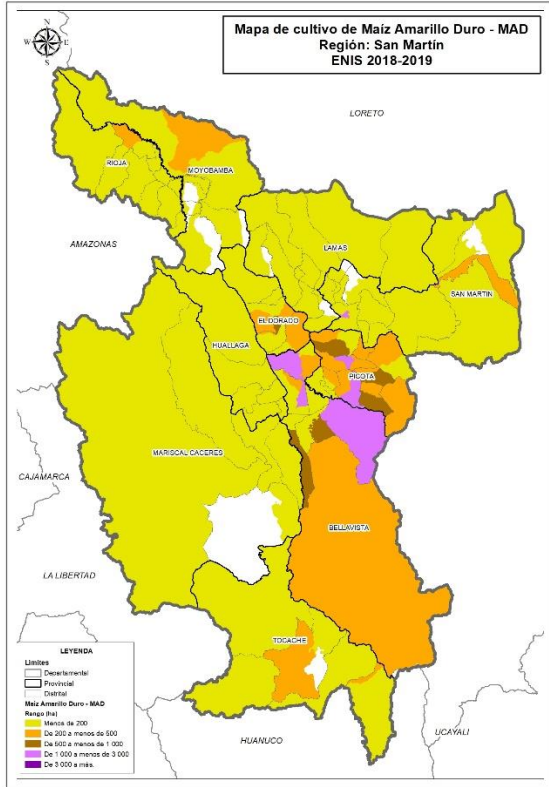 Mapa de cultivo de Maíz Amarillo Duro - MAD
Región: San Martín
ENIS 2018-2019
N
W
E
S
LORETO
RIOJA
MOYOBAMBA
AMAZONAS
LAMAS
SAN MARTIN
EL DORADO
HUALLAGA
PICOTA
MARISCAL CACERES
CAJAMARCA
BELLAVISTA
LA LIBERTAD
TOCACHE
HUANUCO
UCAYALI
LEYENDA
Límites
Departamental
Provincial
Distrital
Maíz Amarillo Duro - MAD
Rango (ha)
Menos de 200
De 200 a menos de 500
De 500 a menos de 1 000
De 1 000 a menos de 3 000
De 3 000 a más.